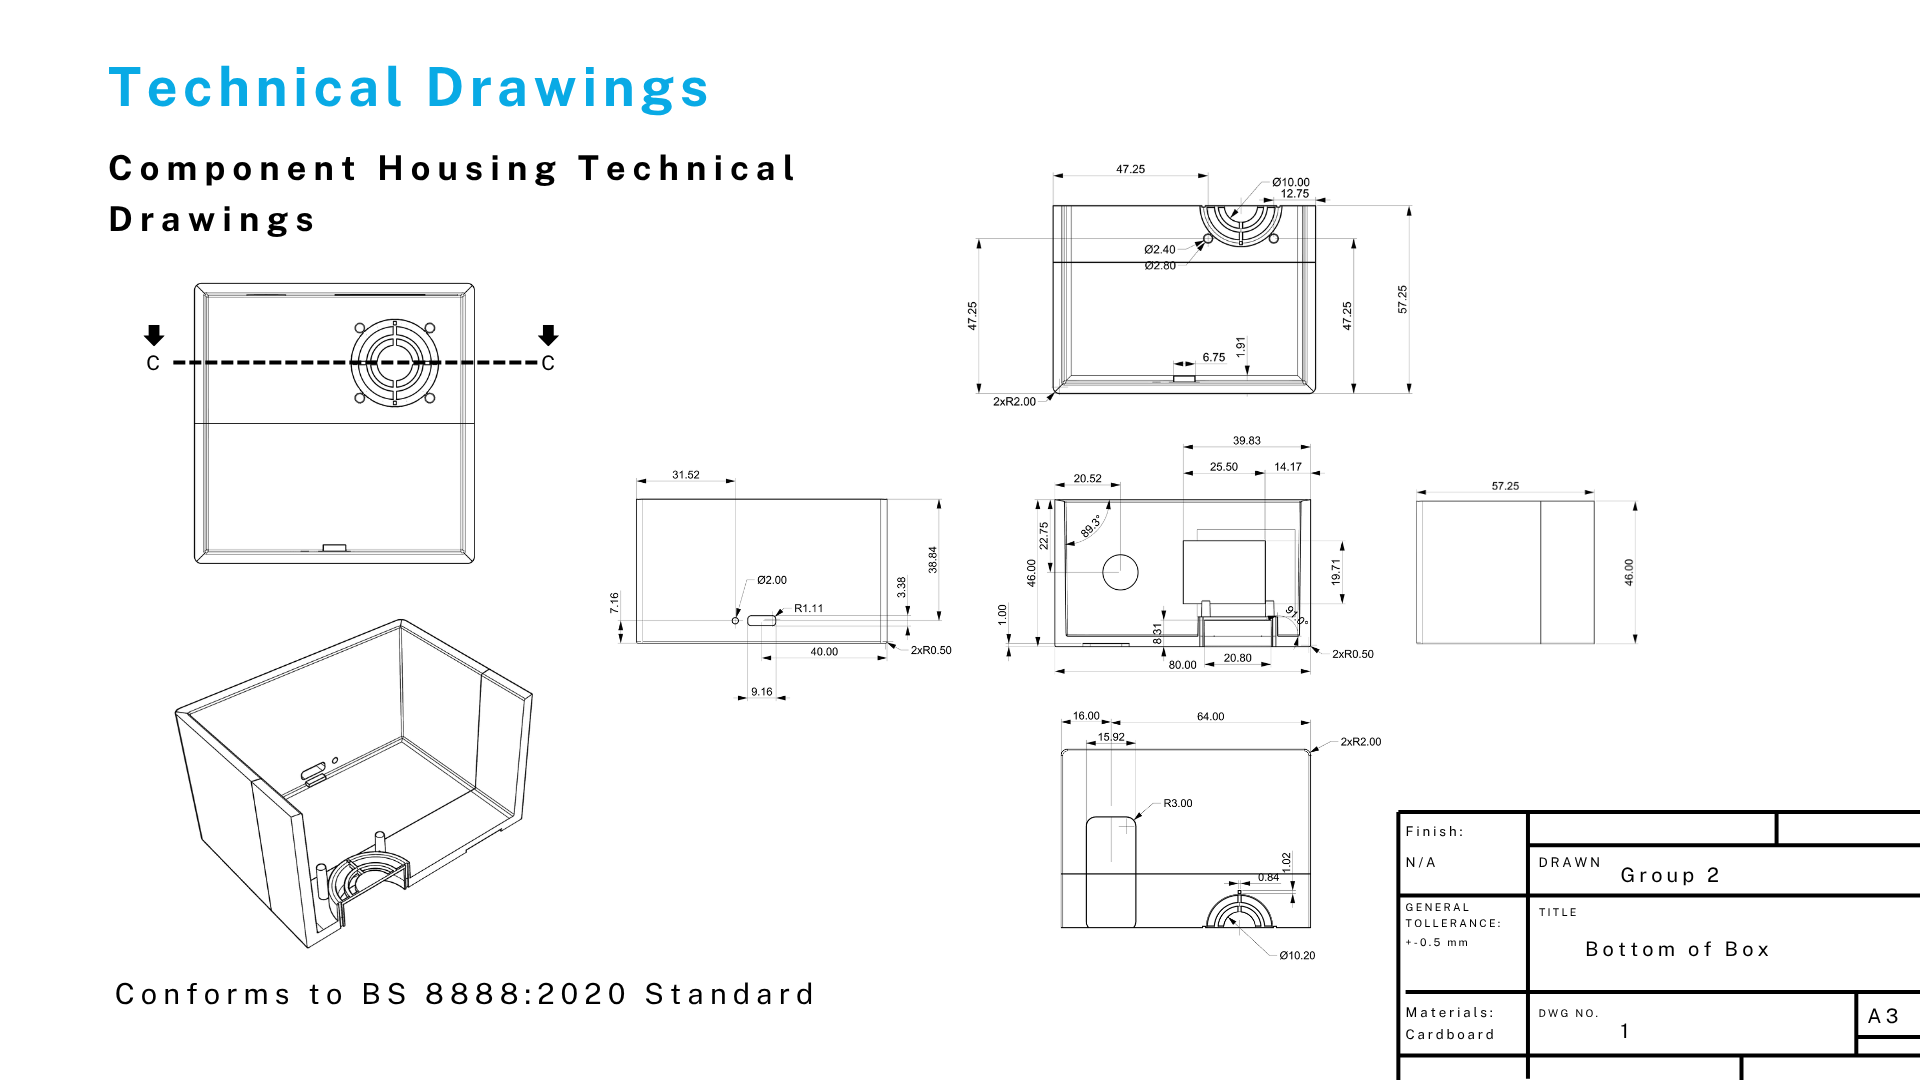 Technical Drawings
Component Housing Technical
Drawings
C
C
47.25
Ø10.00
12.75
Ø2.40
Ø2.80
47.25
47.25
57.25
6.75
1.91
2xR2.00
31.52
Ø2.00
R1.11
7.16
3.38
38.84
40.00
2xR0.50
9.16
39.83
25.50
14.17
20.52
22.75
89.3°
46.00
1.00
8.31
91.0°
19.71
20.80
80.00
2xR0.50
57.25
46.00
16.00
64.00
15.92
2xR2.00
R3.00
1.02
0.84
Ø10.20
Conforms to BS 8888:2020 Standard
Finish:
N/A
DRAWN
Group 2
GENERAL
TOLLERANCE:
+-0.5 mm
TITLE
Bottom of Box
Materials:
Cardboard
DWG NO.
1
A3